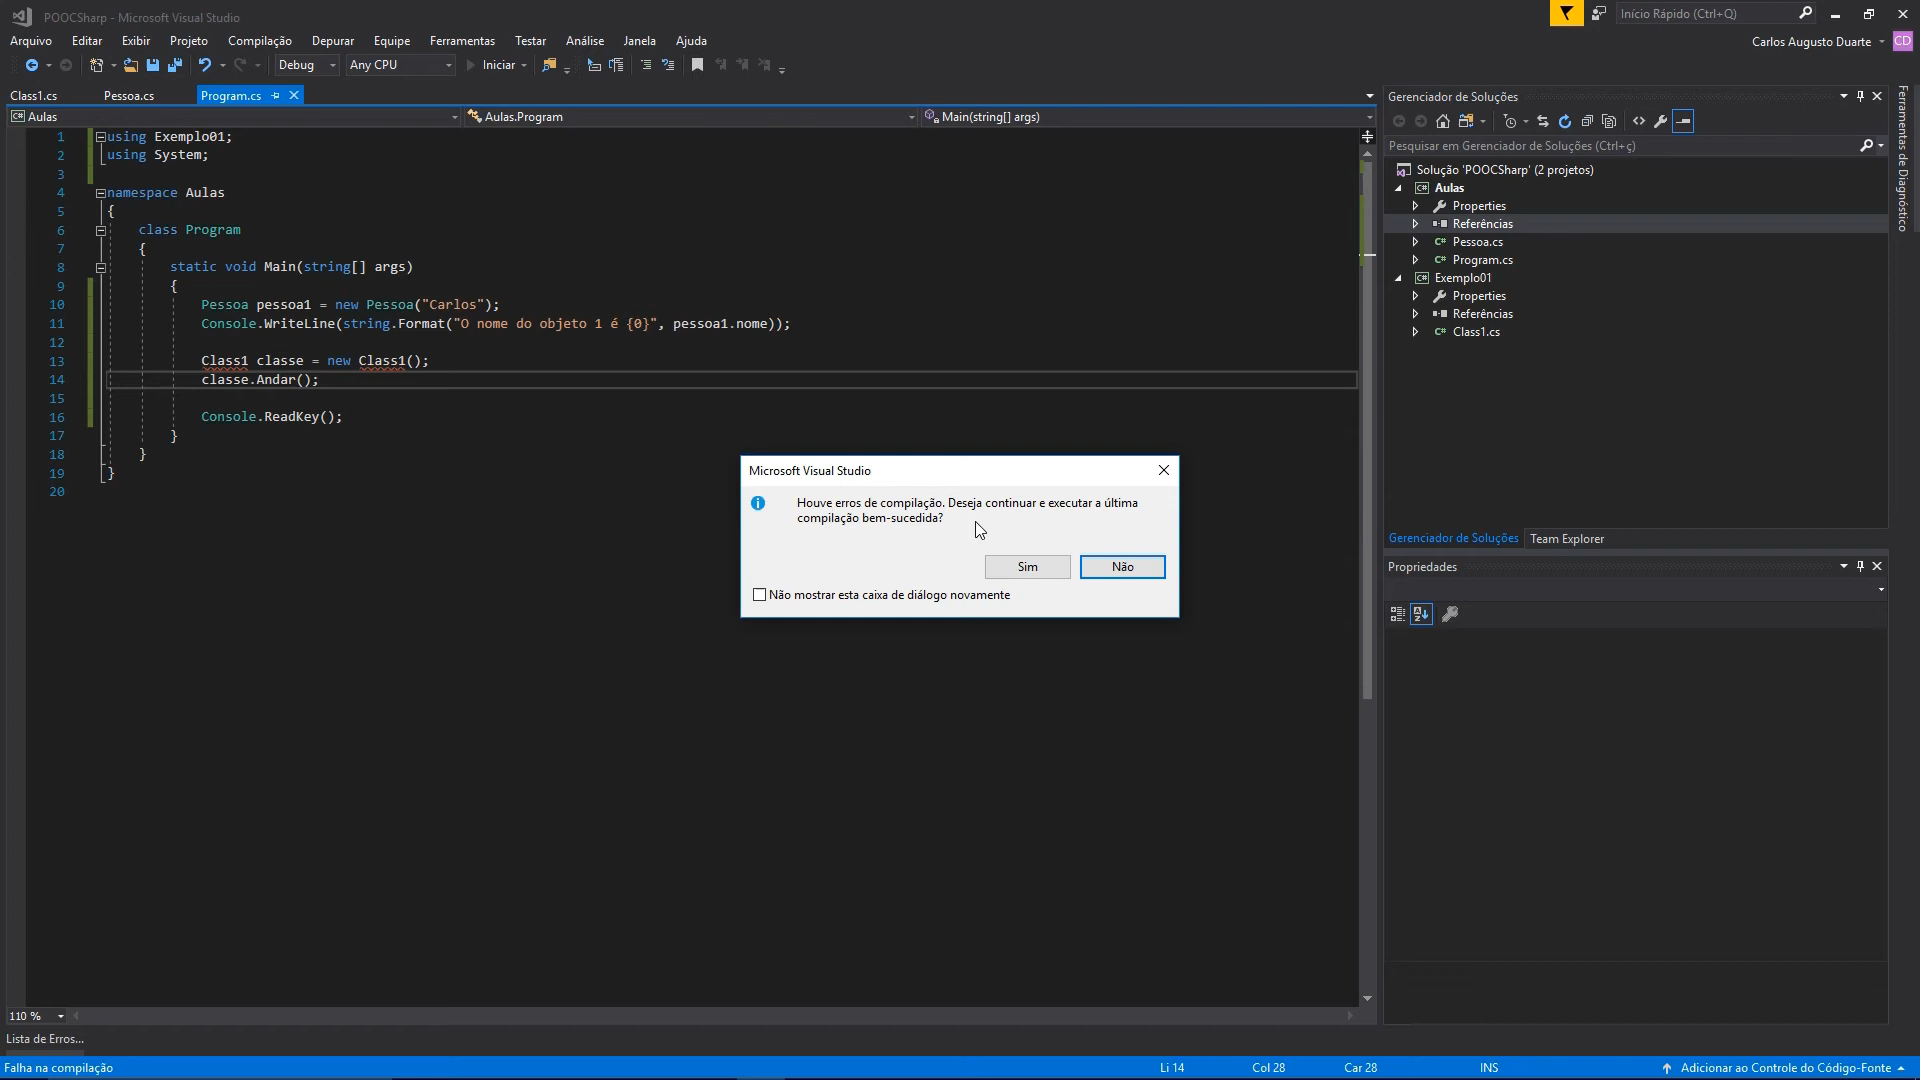 POOCSharp - Microsoft Visual Studio
Início Rápido (Ctrl+Q)
Arquivo Editar Exibir Projeto Compilação Depurar Equipe Ferramentas Testar Análise Janela Ajuda
Carlos Augusto Duarte CD
Debug Any CPU Iniciar
Class1.cs Pessoa.cs Program.cs
Aulas Aulas.Program Main(string[] args)
1 using Exemplo01;
2 using System;
3
4 namespace Aulas
5 {
6 class Program
7 {
8 static void Main(string[] args)
9 {
10 Pessoa pessoa1 = new Pessoa("Carlos");
11 Console.WriteLine(string.Format("O nome do objeto 1 é {0}", pessoa1.nome));
12
13 Class1 classe = new Class1();
14 classe.Andar();
15
16 Console.ReadKey();
17 }
18 }
19 }
20
Microsoft Visual Studio
Houve erros de compilação. Deseja continuar e executar a última
compilação bem-sucedida?
Sim Não
Não mostrar esta caixa de diálogo novamente
Gerenciador de Soluções
Pesquisar em Gerenciador de Soluções (Ctrl+ç)
Solução 'POOCSharp' (2 projetos)
C# Aulas
Properties
Referências
C# Pessoa.cs
C# Program.cs
C# Exemplo01
Properties
Referências
C# Class1.cs
Gerenciador de Soluções Team Explorer
Propriedades
Ferramentas de Diagnóstico
110 %
Lista de Erros...
Falha na compilação Li 14 Col 28 Car 28 INS Adicionar ao Controle do Código-Fonte